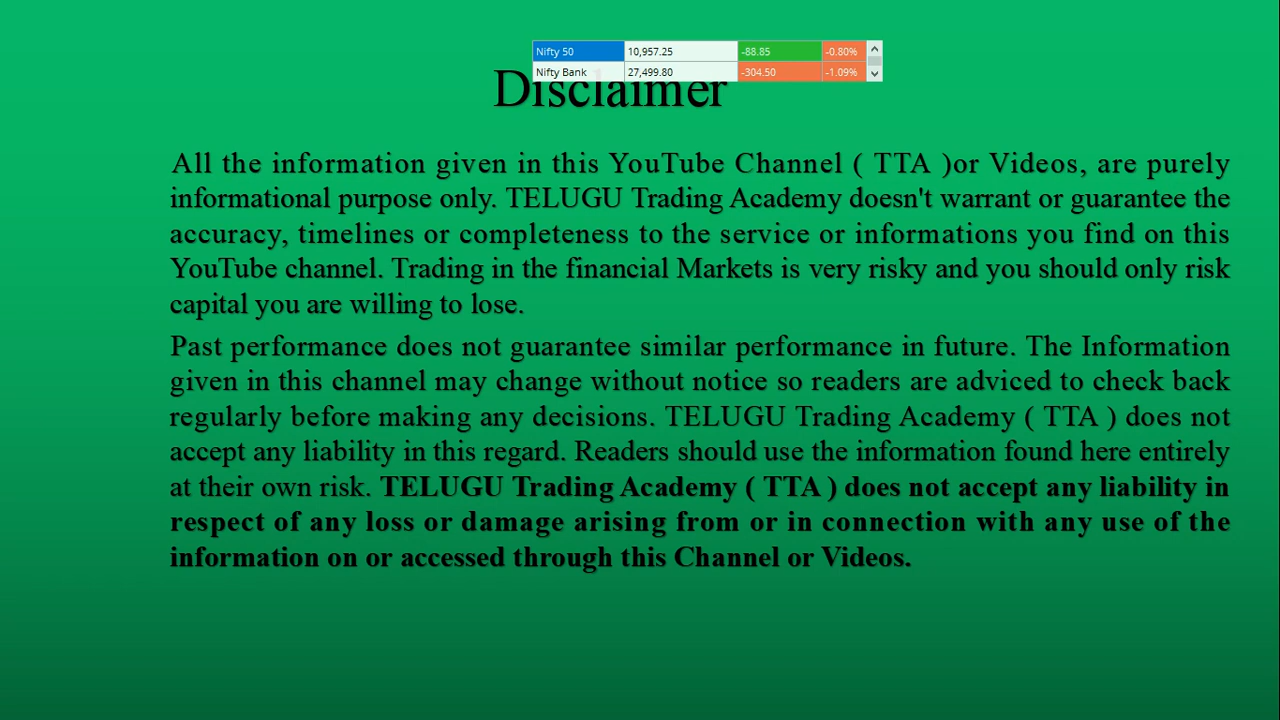 Nifty 50 10,957.25 -88.85 -0.80%
Nifty Bank 27,499.80 -304.50 -1.09%
Disclaimer
All the information given in this YouTube Channel ( TTA )or Videos, are purely
informational purpose only. TELUGU Trading Academy doesn't warrant or guarantee the
accuracy, timelines or completeness to the service or informations you find on this
YouTube channel. Trading in the financial Markets is very risky and you should only risk
capital you are willing to lose.
Past performance does not guarantee similar performance in future. The Information
given in this channel may change without notice so readers are adviced to check back
regularly before making any decisions. TELUGU Trading Academy ( TTA ) does not
accept any liability in this regard. Readers should use the information found here entirely
at their own risk. TELUGU Trading Academy ( TTA ) does not accept any liability in
respect of any loss or damage arising from or in connection with any use of the
information on or accessed through this Channel or Videos.